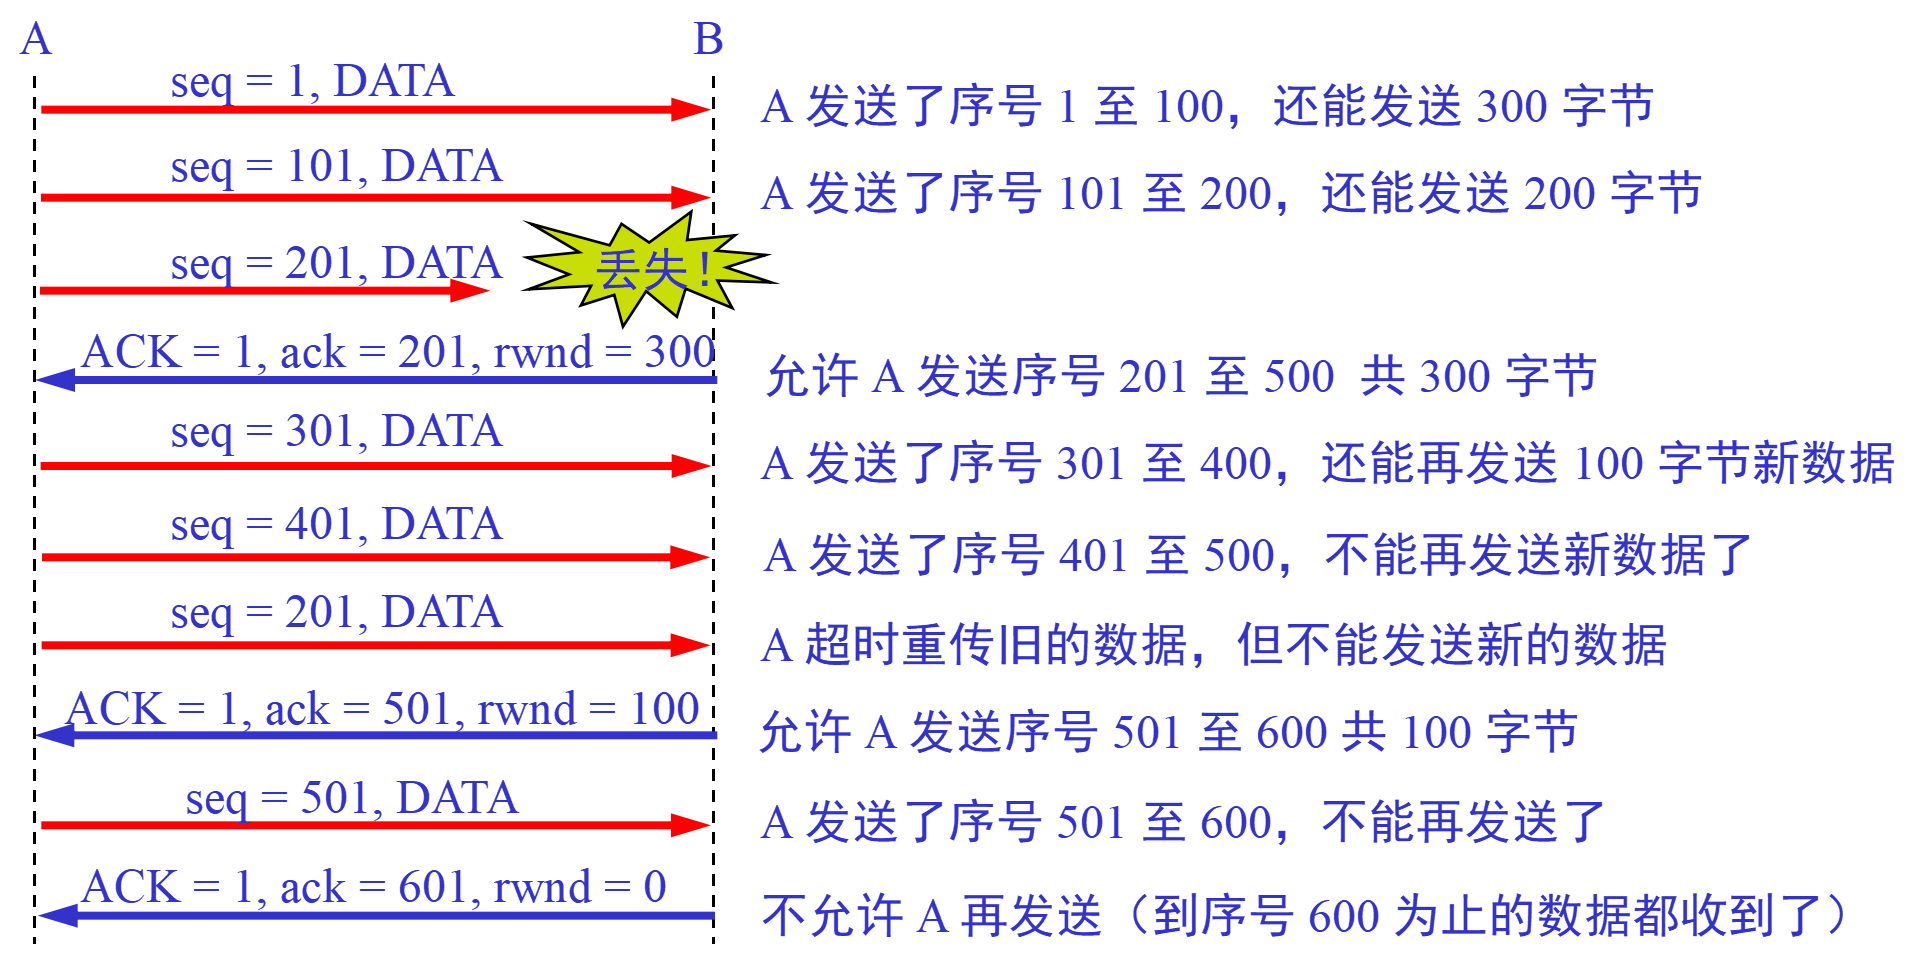 A B
seq = 1, DATA
A 发送了序号 1 至 100，还能发送 300 字节
seq = 101, DATA
A 发送了序号 101 至 200，还能发送 200 字节
seq = 201, DATA
丢失！
ACK = 1, ack = 201, rwnd = 300
允许 A 发送序号 201 至 500 共 300 字节
seq = 301, DATA
A 发送了序号 301 至 400，还能再发送 100 字节新数据
seq = 401, DATA
A 发送了序号 401 至 500，不能再发送新数据了
seq = 201, DATA
A 超时重传旧的数据，但不能发送新的数据
ACK = 1, ack = 501, rwnd = 100
允许 A 发送序号 501 至 600 共 100 字节
seq = 501, DATA
A 发送了序号 501 至 600，不能再发送了
ACK = 1, ack = 601, rwnd = 0
不允许 A 再发送（到序号 600 为止的数据都收到了）